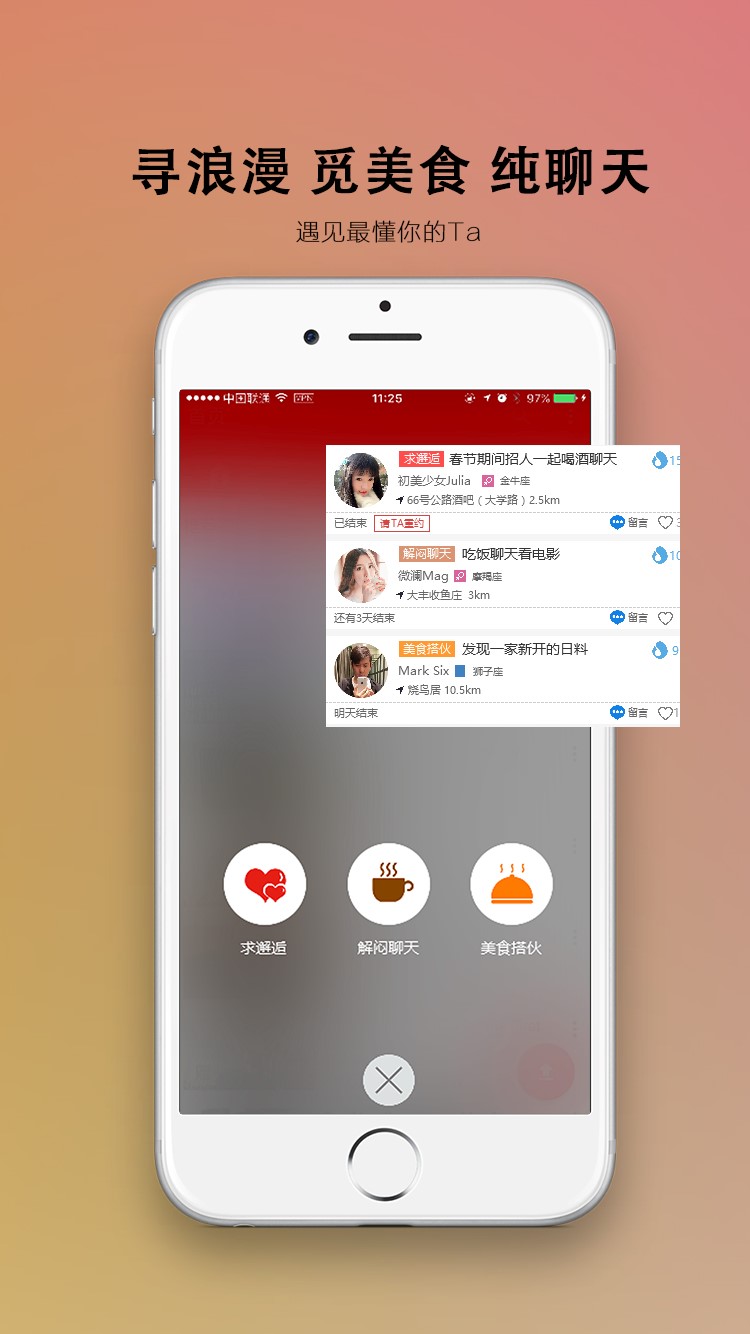 寻浪漫 觅美食 纯聊天
遇见最懂你的Ta
中国联通 VPN 11:25 97%
求邂逅 春节期间招人一起喝酒聊天 15
初美少女Julia 金牛座
66号公路酒吧（大学路）2.5km
已结束 请TA重约 留言
解闷聊天 吃饭聊天看电影 10
微澜Mag 摩羯座
大丰收鱼庄 3km
还有3天结束 留言
美食搭伙 发现一家新开的日料 9
Mark Six 狮子座
烧鸟居 10.5km
明天结束 留言 1
求邂逅 解闷聊天 美食搭伙